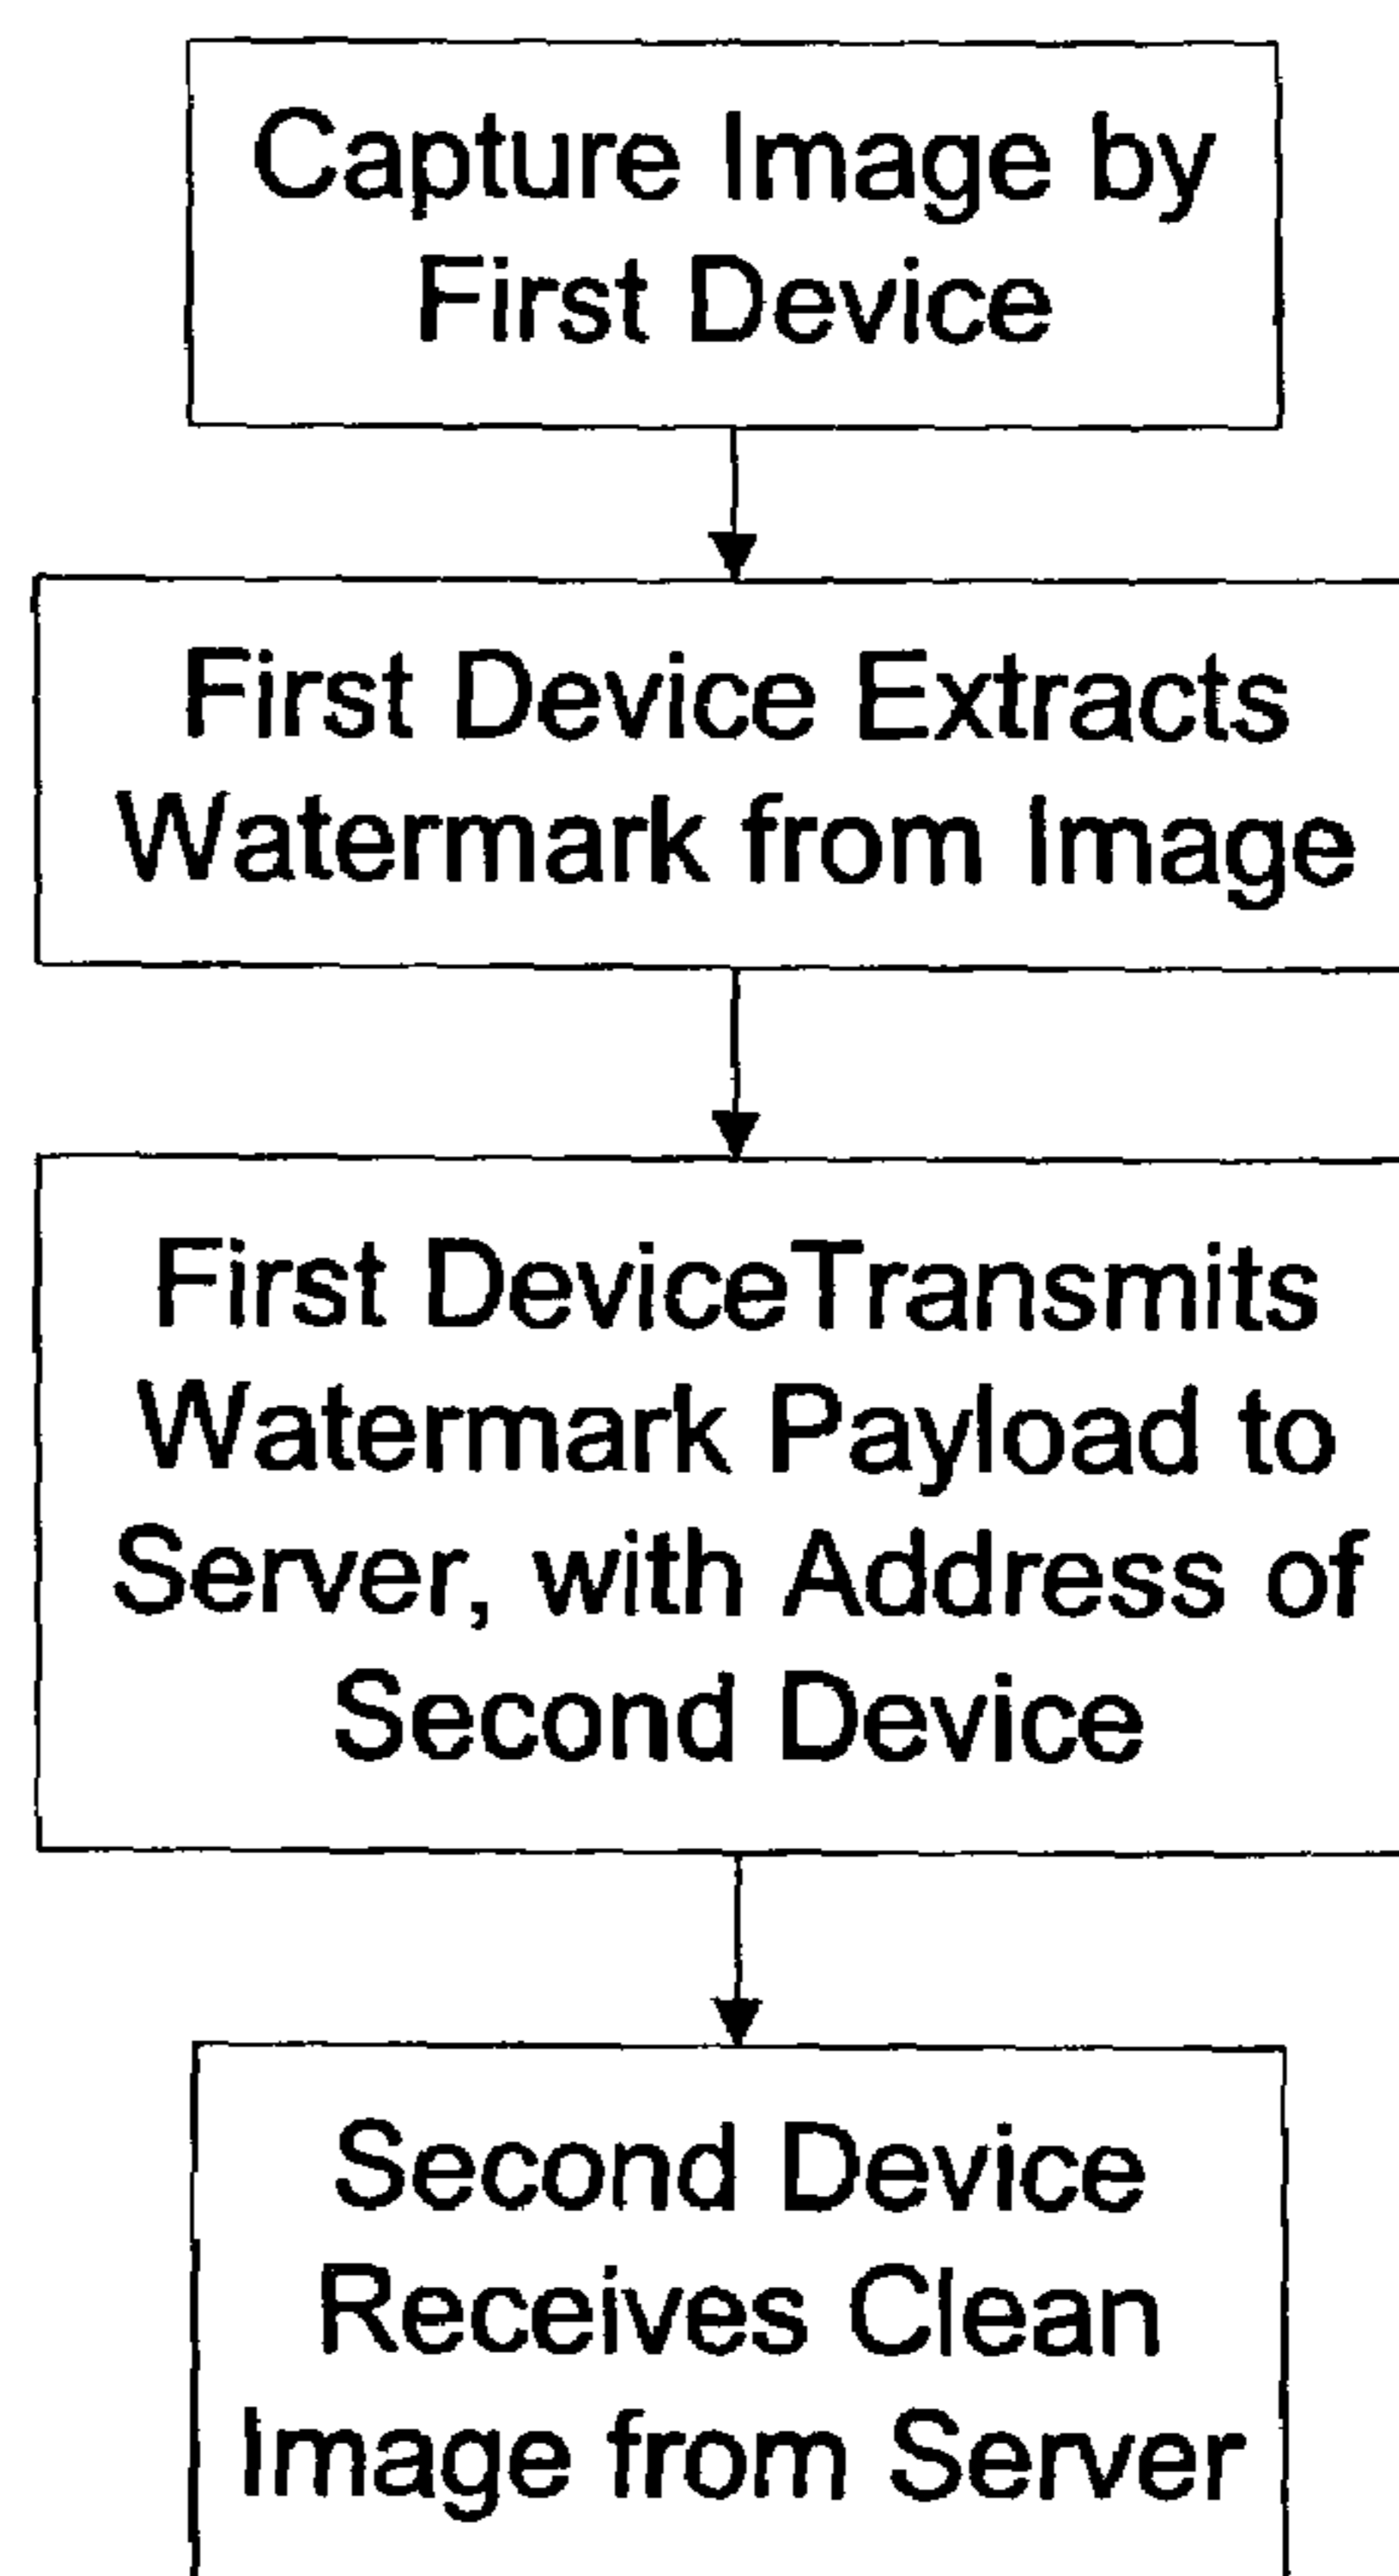 Capture Image by
First Device
First Device Extracts
Watermark from Image
First DeviceTransmits
Watermark Payload to
Server, with Address of
Second Device
Second Device
Receives Clean
Image from Server